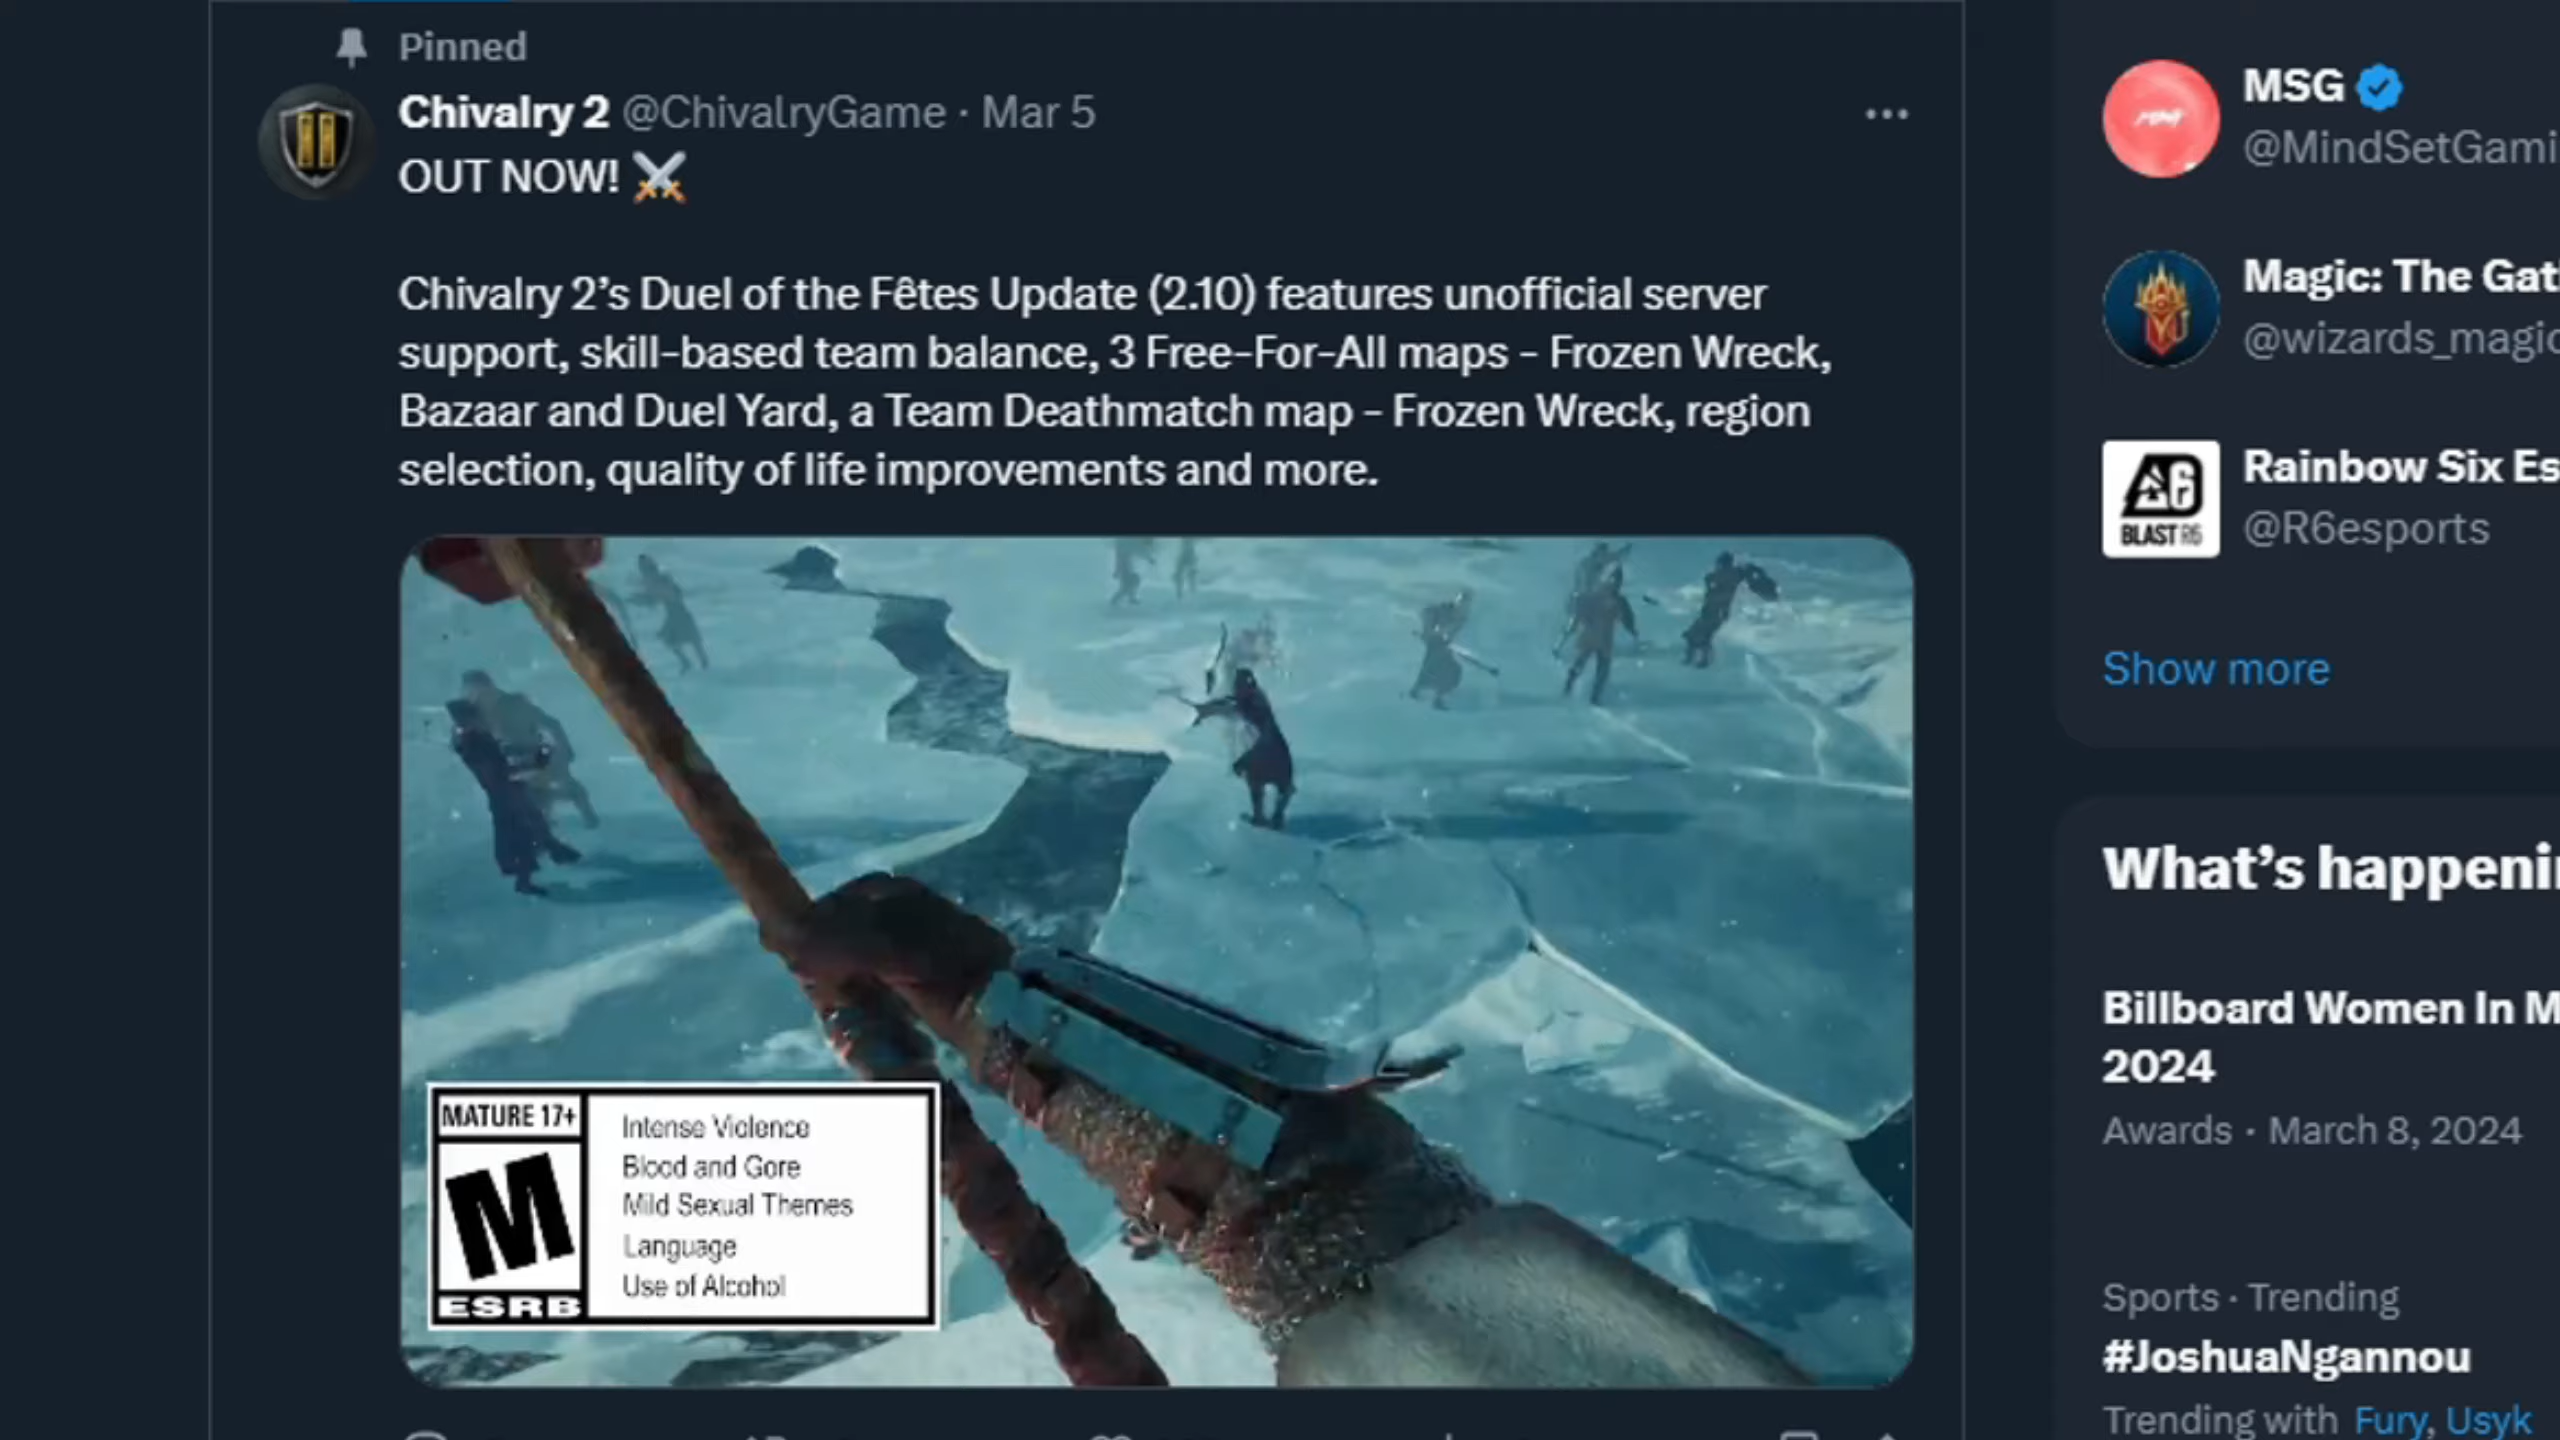 Pinned
Chivalry 2 @ChivalryGame · Mar 5
OUT NOW! ⚔️
Chivalry 2’s Duel of the Fêtes Update (2.10) features unofficial server
support, skill-based team balance, 3 Free-For-All maps - Frozen Wreck,
Bazaar and Duel Yard, a Team Deathmatch map - Frozen Wreck, region
selection, quality of life improvements and more.
MATURE 17+
M
ESRB
Intense Violence
Blood and Gore
Mild Sexual Themes
Language
Use of Alcohol
MSG
@MindSetGami
Magic: The Gat
@wizards_magic
Rainbow Six Es
@R6esports
BLAST R6
Show more
What’s happenin
Billboard Women In M
2024
Awards · March 8, 2024
Sports · Trending
#JoshuaNgannou
Trending with Fury, Usyk